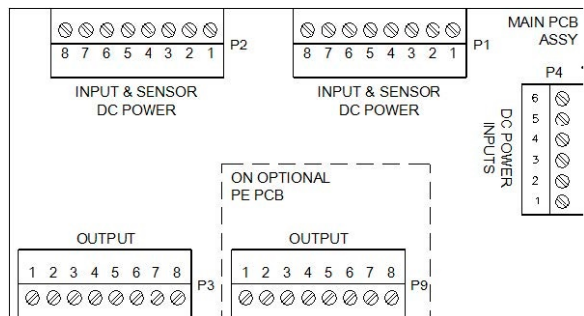 MAIN PCB
ASSY
8 7 6 5 4 3 2 1
P2
8 7 6 5 4 3 2 1
P1
INPUT & SENSOR
DC POWER
INPUT & SENSOR
DC POWER
P4
6
5
4
3
2
1
DC POWER
INPUTS
ON OPTIONAL
PE PCB
OUTPUT
1 2 3 4 5 6 7 8
P3
OUTPUT
1 2 3 4 5 6 7 8
P9